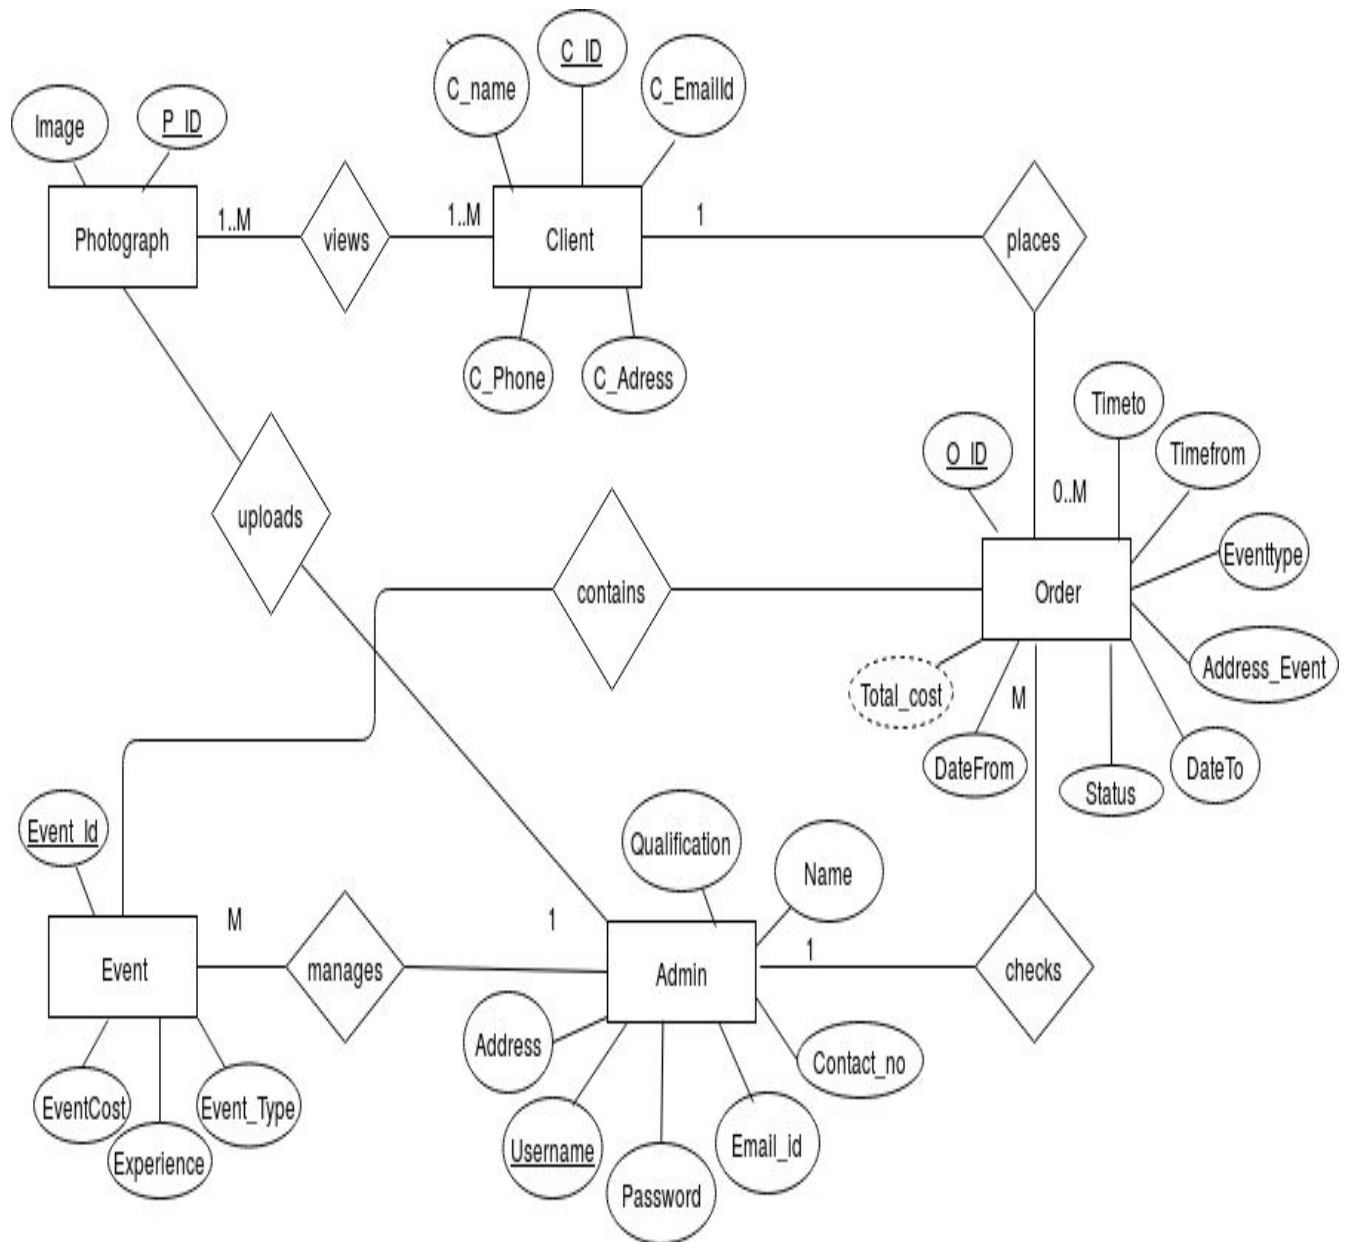 C_ID
C_name
C_EmailId
Image
P_ID
1..M
1..M
1
Photograph
views
Client
places
C_Phone
C_Adress
Timeto
O_ID
Timefrom
0..M
uploads
Eventtype
contains
Order
Address_Event
Total_cost
M
DateFrom
DateTo
Status
Event_Id
Qualification
Name
M
1
1
Event
manages
Admin
checks
Address
Contact_no
EventCost
Event_Type
Experience
Username
Email_id
Password